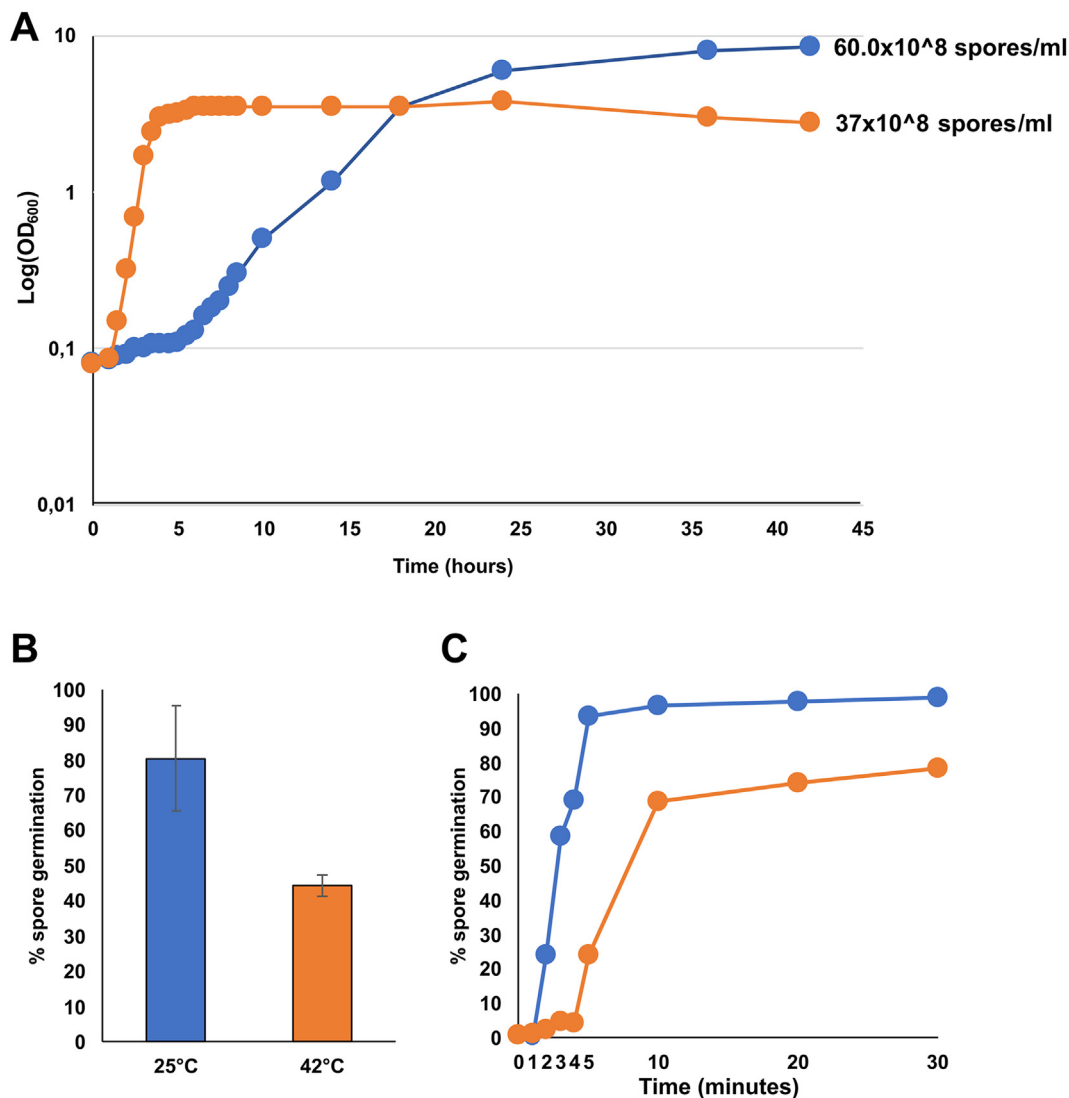 A
10
1
0,1
0,01
Log(OD600)
0 5 10 15 20 25 30 35 40 45
Time (hours)
60.0x10^8 spores/ml
37x10^8 spores/ml
B
100
90
80
70
60
50
40
30
20
10
0
% spore germination
25°C 42°C
C
100
90
80
70
60
50
40
30
20
10
0
% spore germination
0 1 2 3 4 5 10 20 30
Time (minutes)